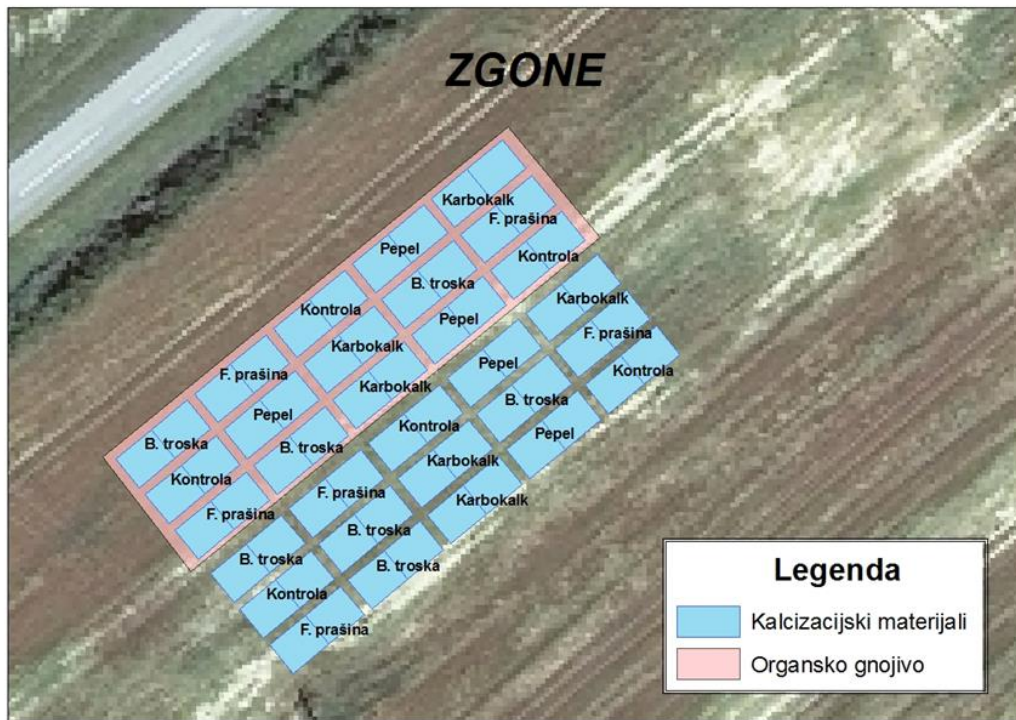 ZGONE
Karbokalk
F. prašina
Kontrola
Pepel
B. troska
Pepel
Kontrola
Karbokalk
Karbokalk
F. prašina
Pepel
B. troska
B. troska
Kontrola
F. prašina
Karbokalk
F. prašina
Kontrola
Pepel
B. troska
Pepel
Kontrola
Karbokalk
Karbokalk
F. prašina
B. troska
B. troska
B. troska
Kontrola
F. prašina
Legenda
Kalcizacijski materijali
Organsko gnojivo